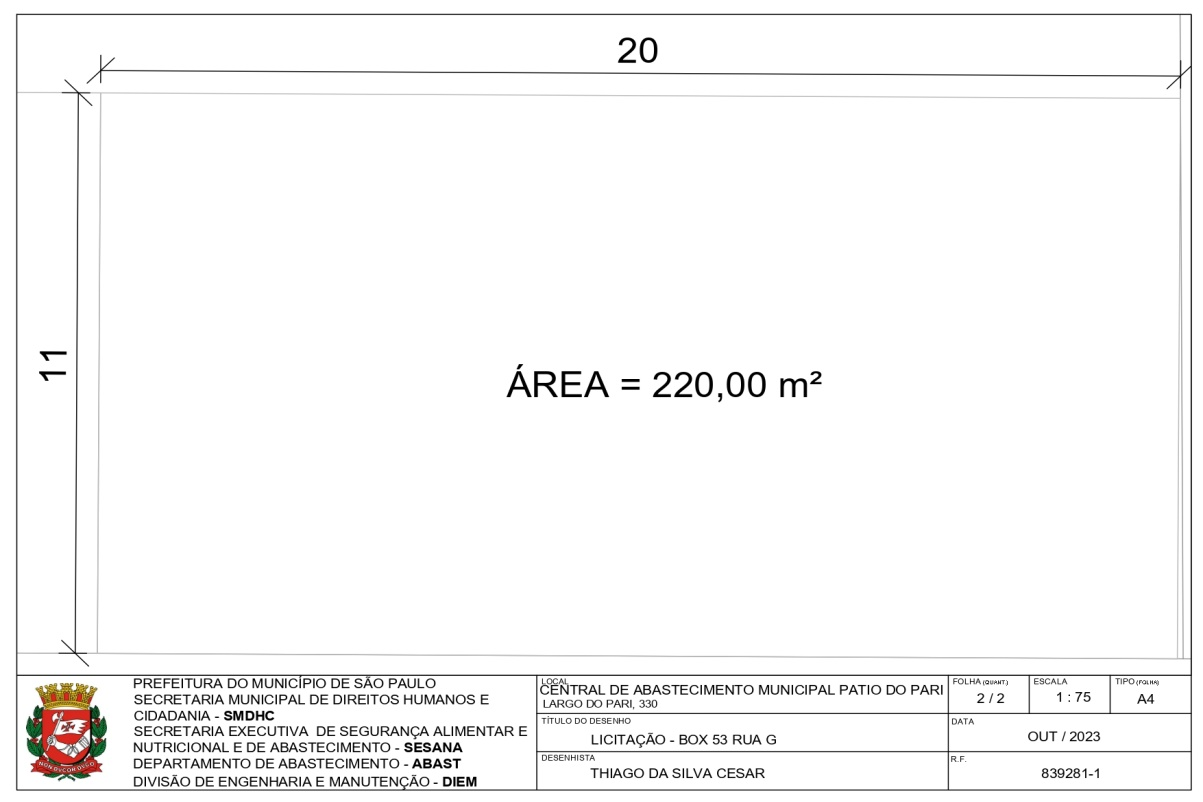 20
11
ÁREA = 220,00 m²
PREFEITURA DO MUNICÍPIO DE SÃO PAULO
SECRETARIA MUNICIPAL DE DIREITOS HUMANOS E
CIDADANIA - SMDHC
SECRETARIA EXECUTIVA DE SEGURANÇA ALIMENTAR E
NUTRICIONAL E DE ABASTECIMENTO - SESANA
DEPARTAMENTO DE ABASTECIMENTO - ABAST
DIVISÃO DE ENGENHARIA E MANUTENÇÃO - DIEM
NON DVCOR DVCO
LOCAL
CENTRAL DE ABASTECIMENTO MUNICIPAL PATIO DO PARI
LARGO DO PARI, 330
TÍTULO DO DESENHO
LICITAÇÃO - BOX 53 RUA G
DESENHISTA
THIAGO DA SILVA CESAR
FOLHA (QUANT.)
2 / 2
ESCALA
1 : 75
TIPO (FOLHA)
A4
DATA
OUT / 2023
R.F.
839281-1